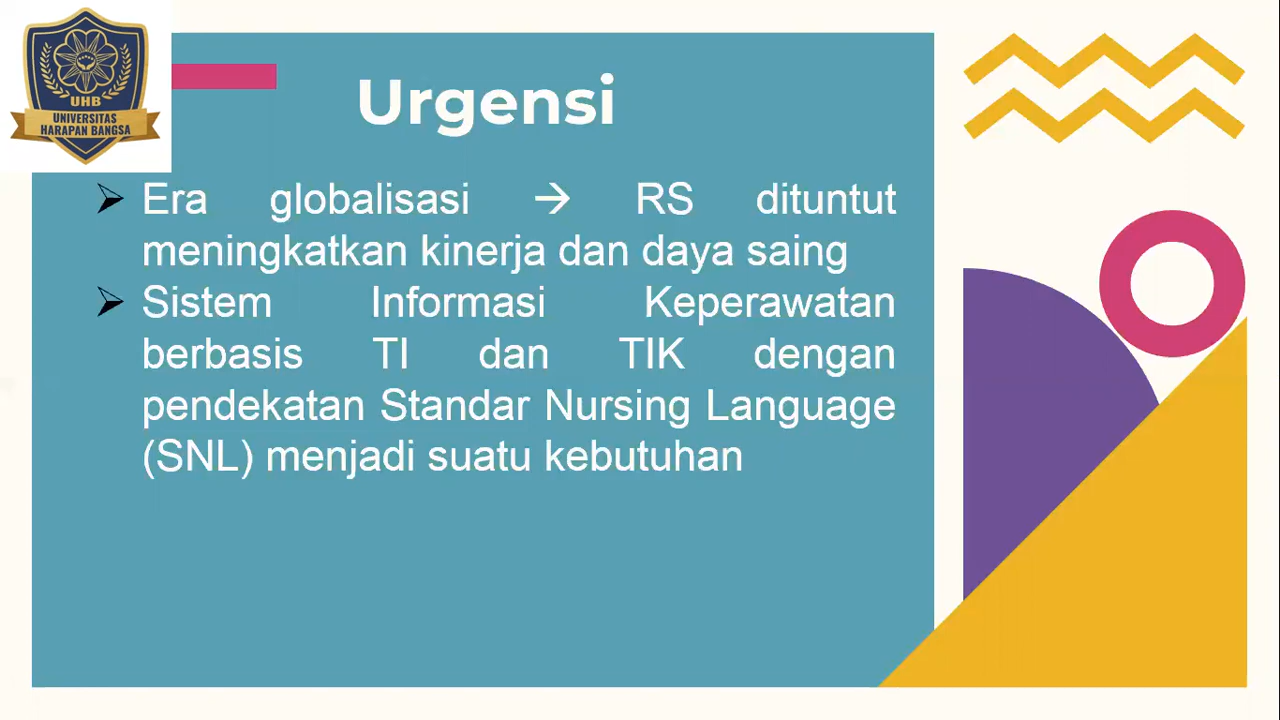 UHB
UNIVERSITAS
HARAPAN BANGSA
Urgensi
➢ Era globalisasi → RS dituntut
meningkatkan kinerja dan daya saing
➢ Sistem Informasi Keperawatan
berbasis TI dan TIK dengan
pendekatan Standar Nursing Language
(SNL) menjadi suatu kebutuhan